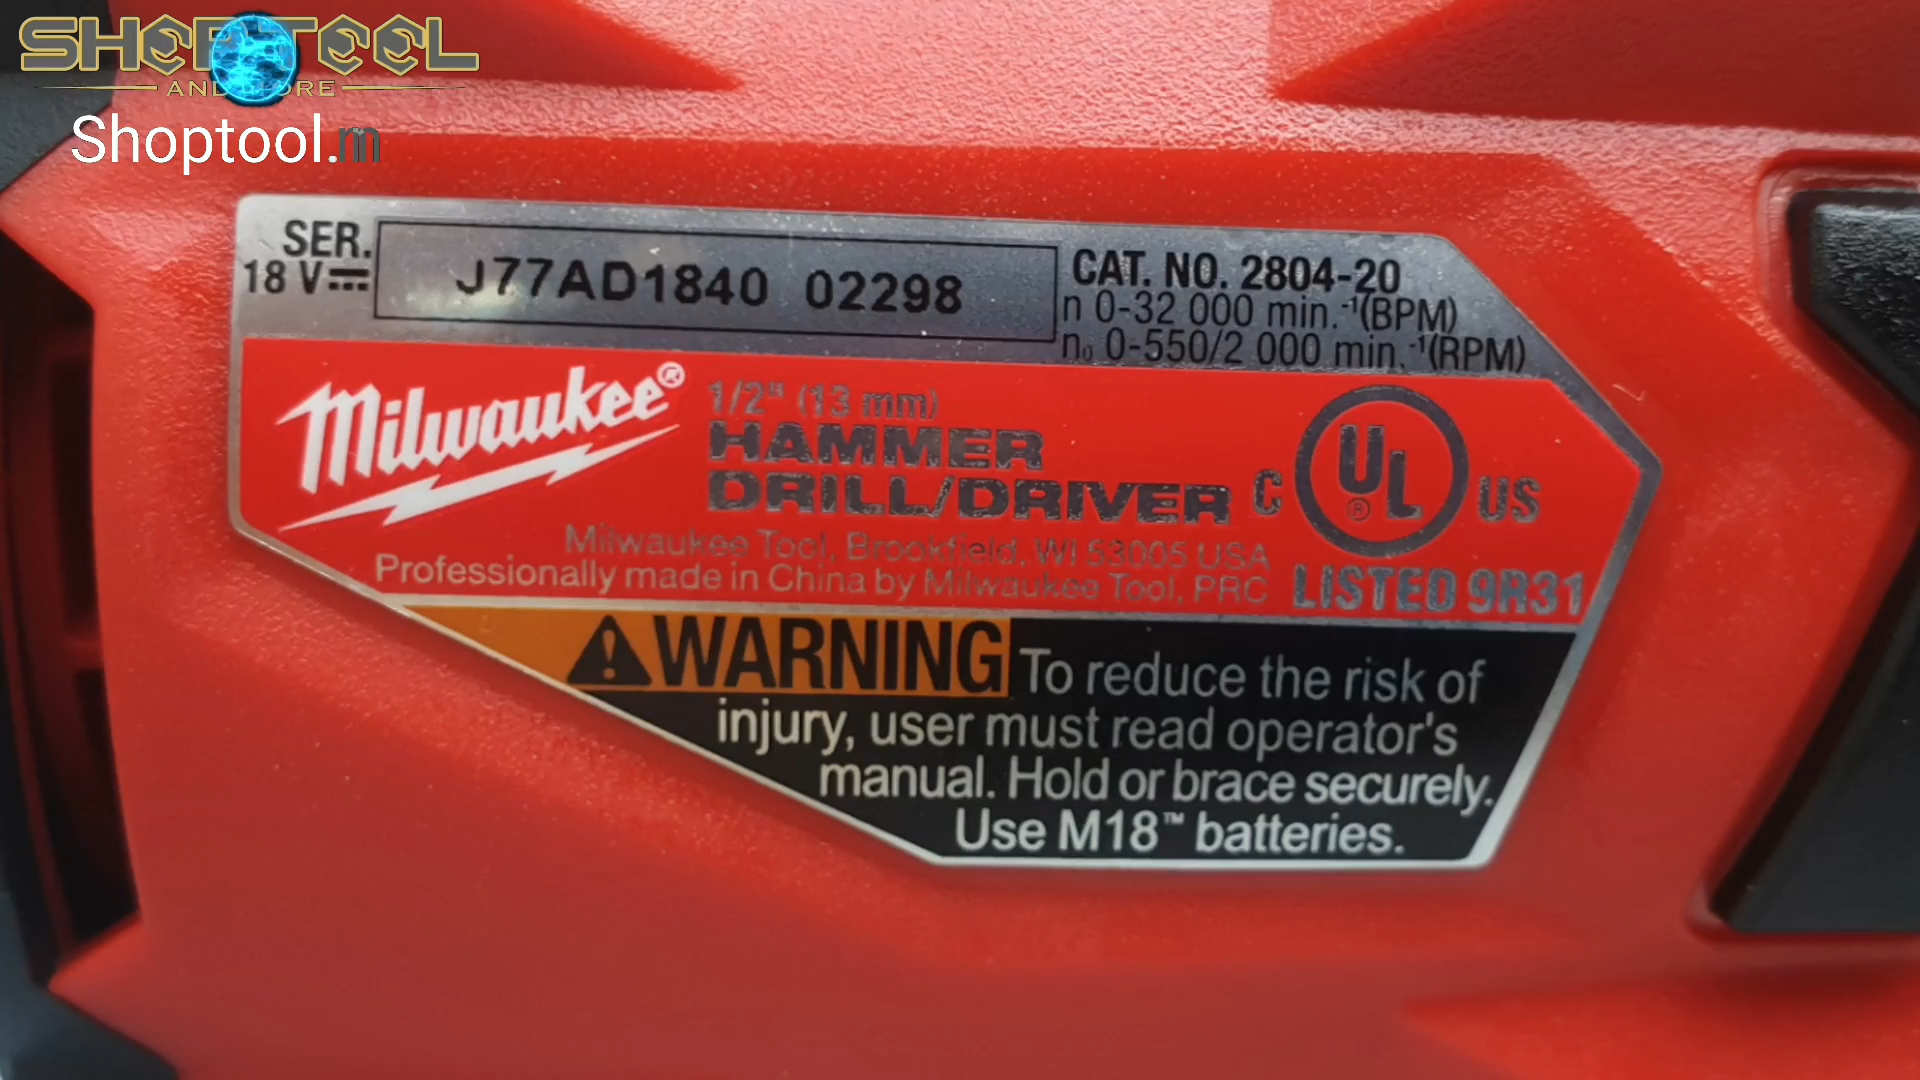 SHOPTOOL
AND MORE
Shoptool.m
SER. J77AD1840 02298
18 V
CAT. NO. 2804-20
n 0-32 000 min.⁻¹(BPM)
n₀ 0-550/2 000 min.⁻¹(RPM)
Milwaukee®
1/2" (13 mm)
HAMMER
DRILL/DRIVER
C UL® US
LISTED 9R31
Milwaukee Tool, Brookfield, WI 53005 USA
Professionally made in China by Milwaukee Tool, PRC
WARNING To reduce the risk of
injury, user must read operator's
manual. Hold or brace securely.
Use M18™ batteries.